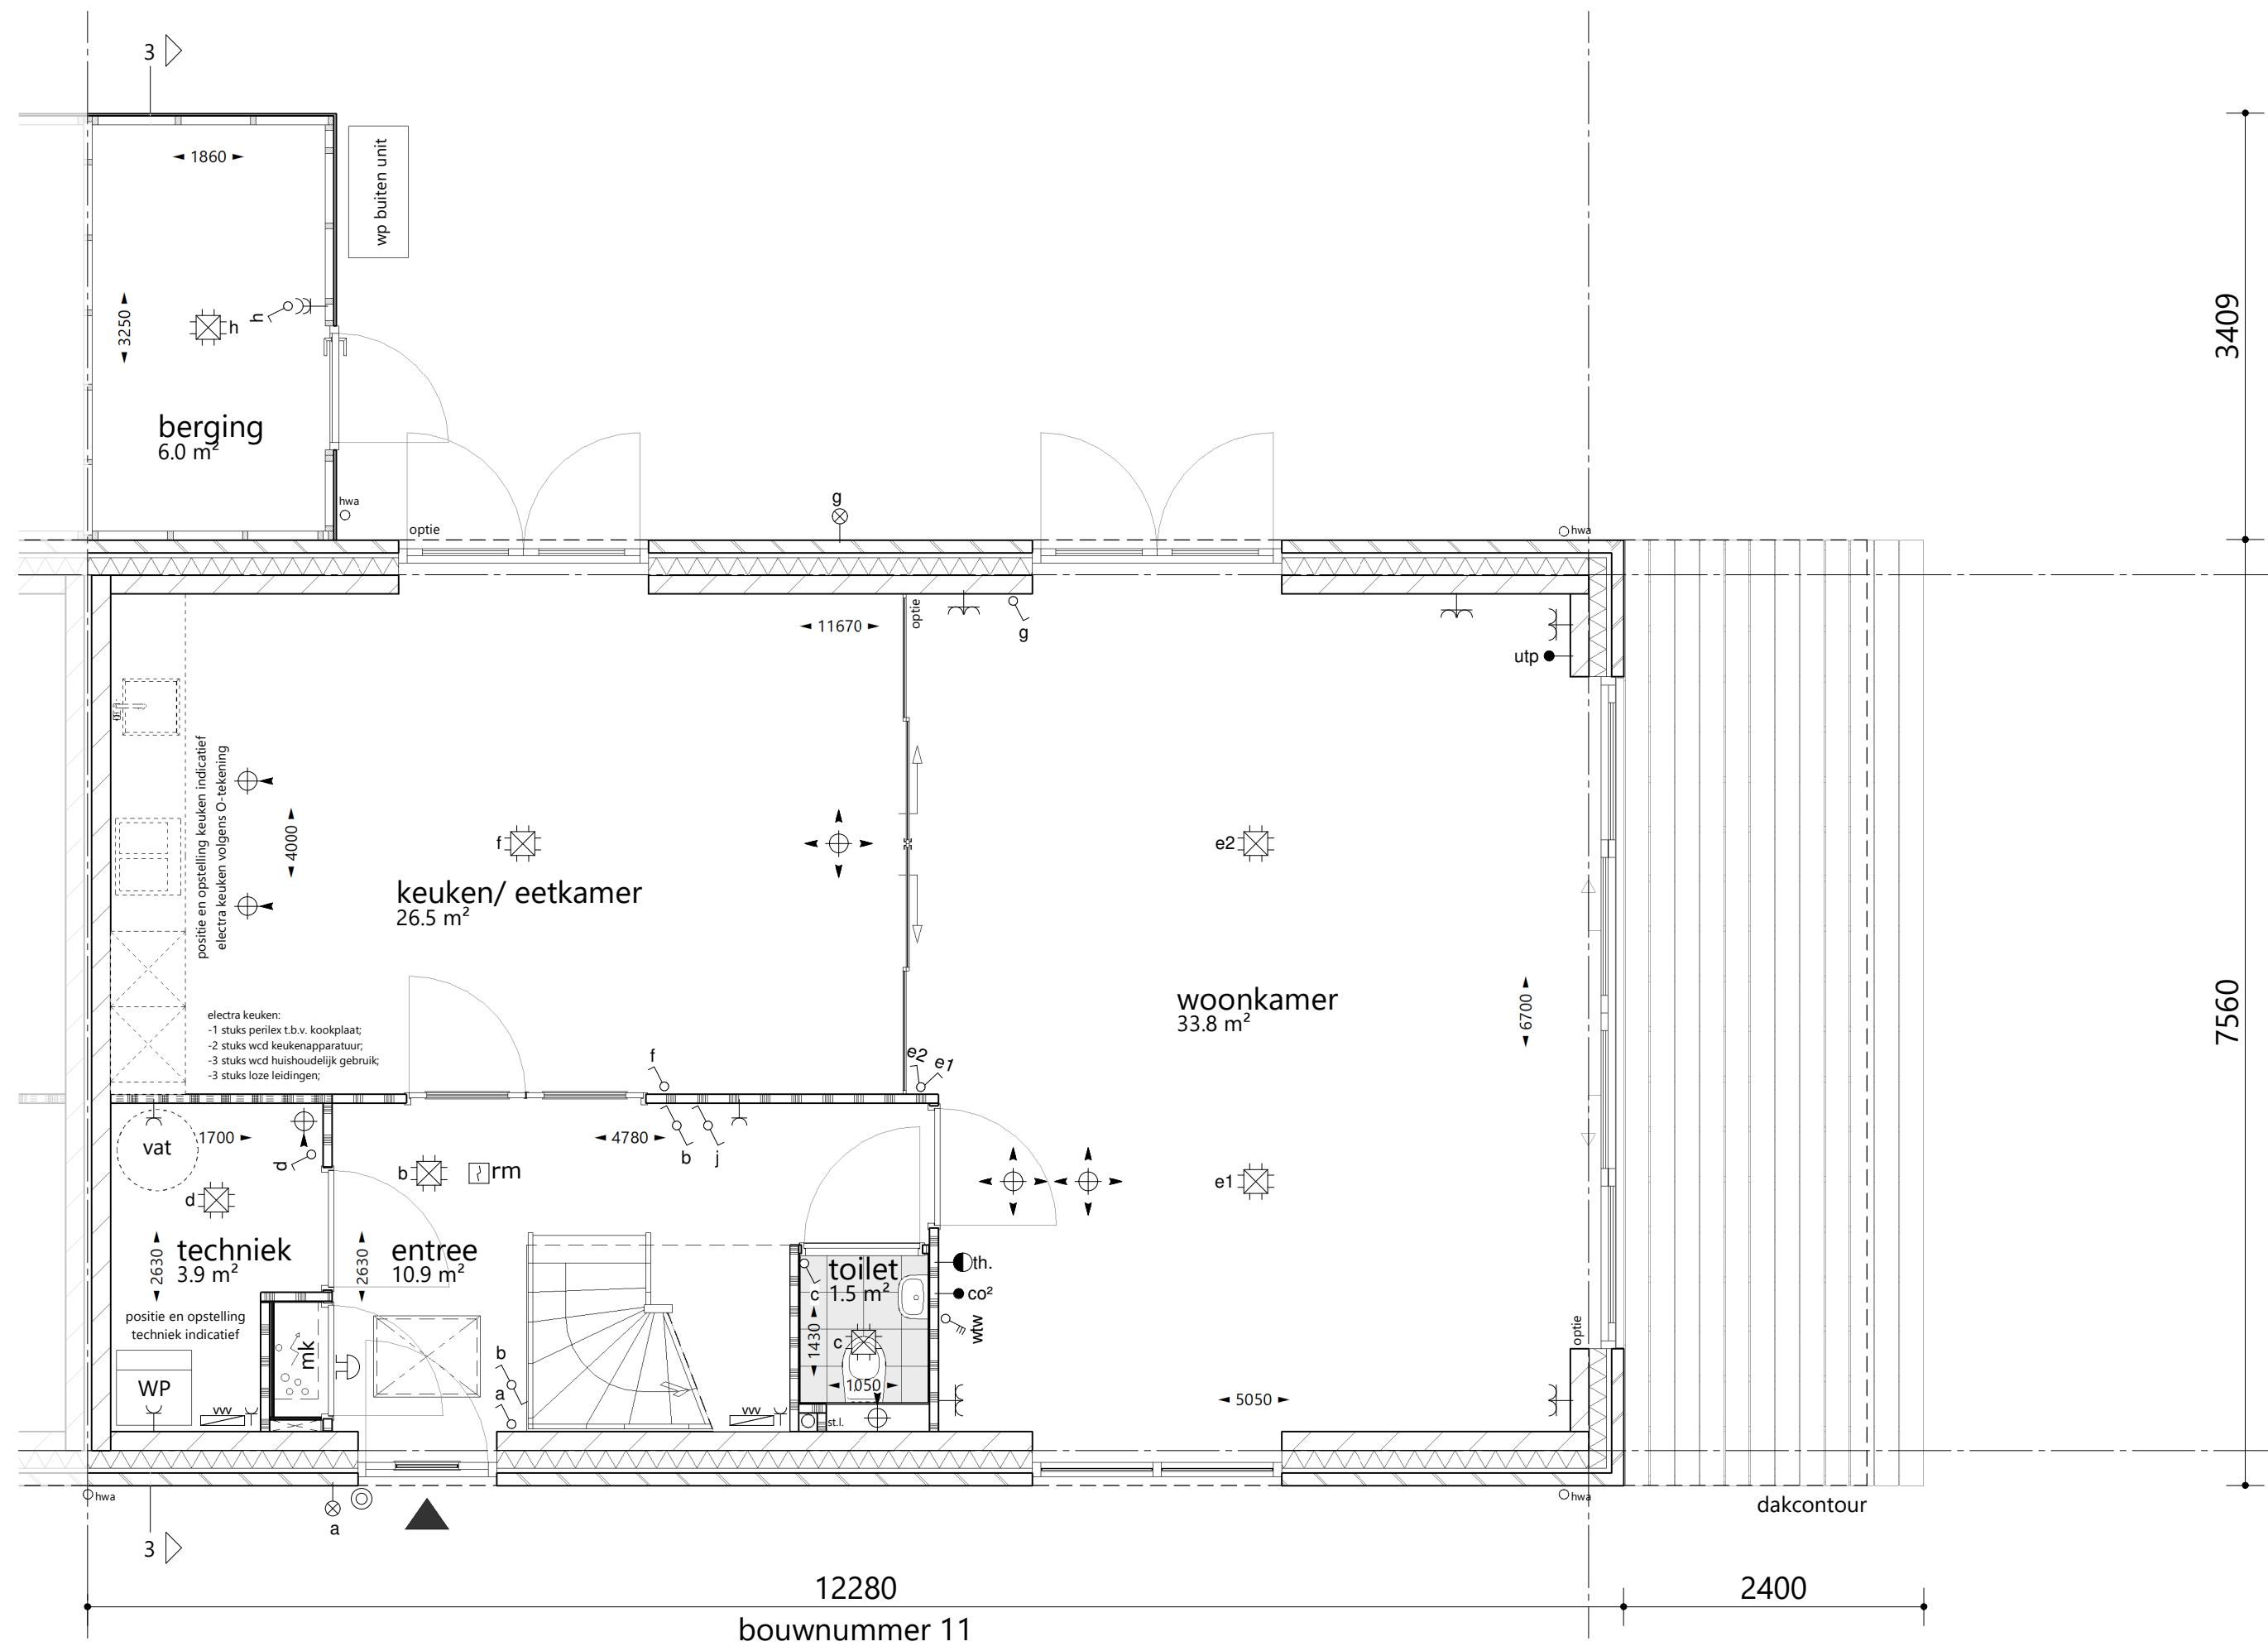 3
1860
wp buiten unit
3250
h
h
berging
6.0 m²
hwa
optie
g
hwa
11670
optie
g
utp
positie en opstelling keuken indicatief
electra keuken volgens O-tekening
4000
f
e2
keuken/ eetkamer
26.5 m²
woonkamer
33.8 m²
6700
3409
7560
electra keuken:
-1 stuks perilex t.b.v. kookplaat;
-2 stuks wcd keukenapparatuur;
-3 stuks wcd huishoudelijk gebruik;
-3 stuks loze leidingen;
f
e2
e1
vat
1700
d
4780
b
j
b
rm
d
e1
techniek
3.9 m²
2630
entree
10.9 m²
2630
toilet
1.5 m²
c
1430
c
1050
th.
co²
wtw
positie en opstelling
techniek indicatief
mk
WP
vvv
b
a
vvv
st.l.
5050
optie
hwa
a
hwa
dakcontour
3
12280
2400
bouwnummer 11